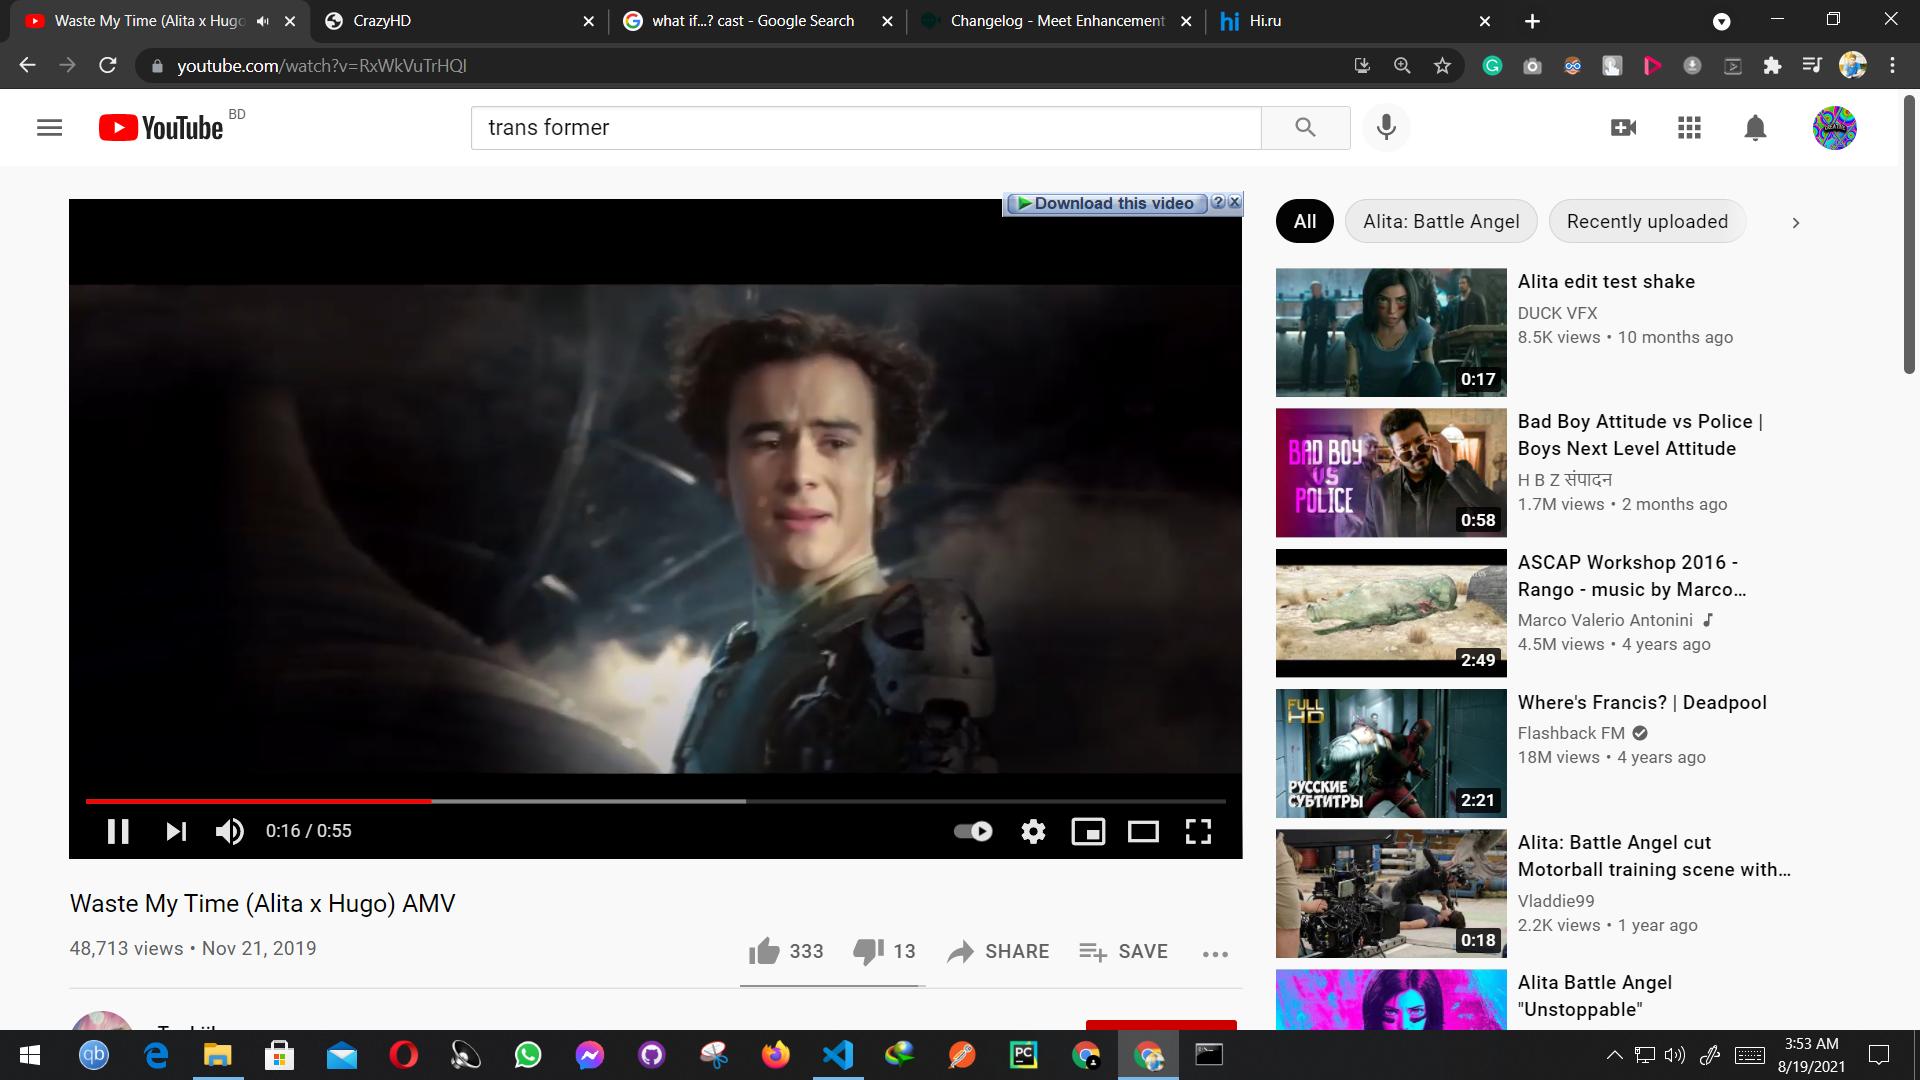 Waste My Time (Alita x Hugo
CrazyHD
what if...? cast - Google Search
Changelog - Meet Enhancement
hi Hi.ru
youtube.com/watch?v=RxWkVuTrHQI
YouTube BD
trans former
Download this video ? X
All
Alita: Battle Angel
Recently uploaded
Alita edit test shake
DUCK VFX
8.5K views • 10 months ago
0:17
BAD BOY
VS
POLICE
0:58
Bad Boy Attitude vs Police |
Boys Next Level Attitude
H B Z संपादन
1.7M views • 2 months ago
ASCAP Workshop 2016 -
Rango - music by Marco...
Marco Valerio Antonini
4.5M views • 4 years ago
2:49
FULL
HD
РУССКИЕ
СУБТИТРЫ
2:21
Where's Francis? | Deadpool
Flashback FM
18M views • 4 years ago
Alita: Battle Angel cut
Motorball training scene with...
Vladdie99
2.2K views • 1 year ago
0:18
Alita Battle Angel
"Unstoppable"
0:16 / 0:55
Waste My Time (Alita x Hugo) AMV
48,713 views • Nov 21, 2019
333
13
SHARE
SAVE
qb
PC
3:53 AM
8/19/2021